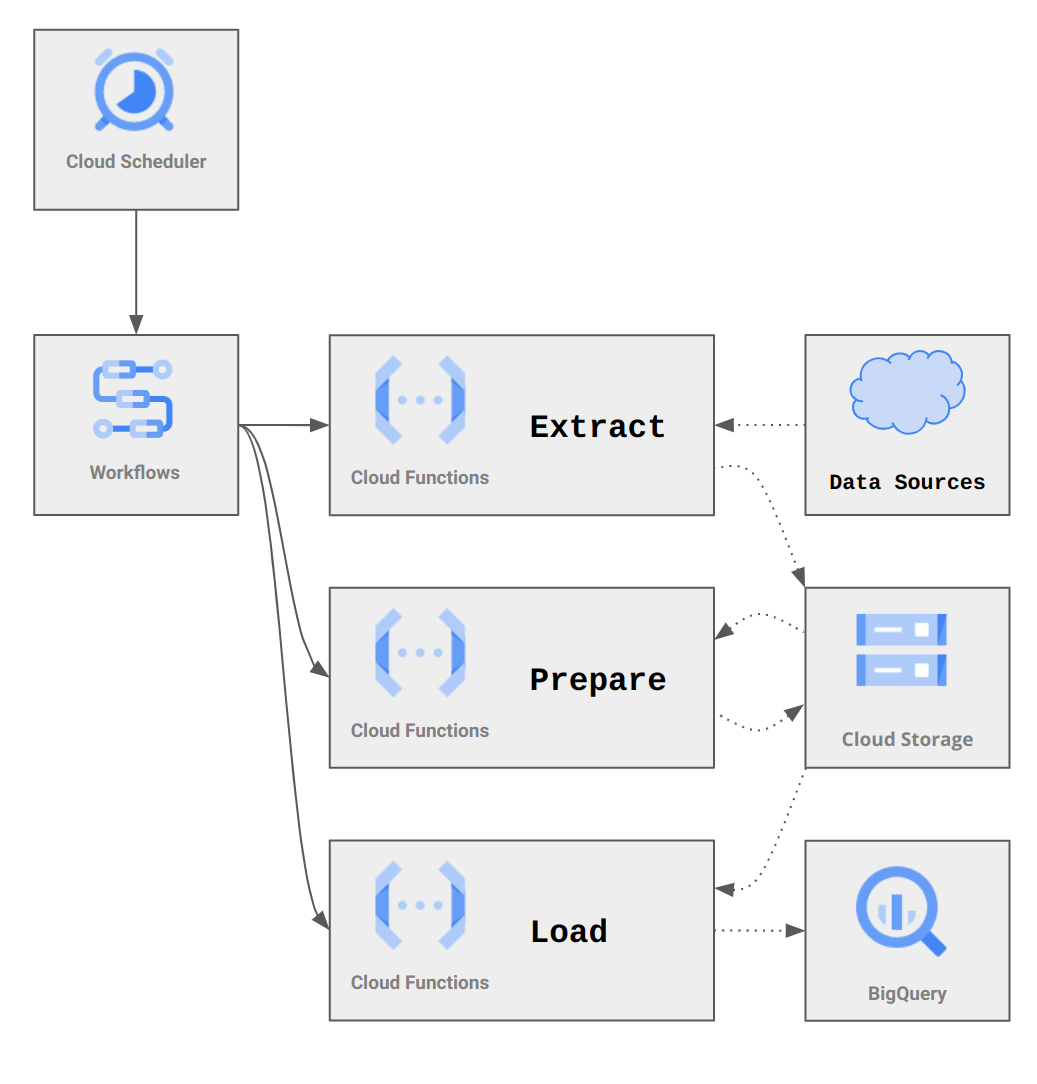 Cloud Scheduler
Workflows
Extract
Cloud Functions
Data Sources
Prepare
Cloud Functions
Cloud Storage
Load
Cloud Functions
BigQuery